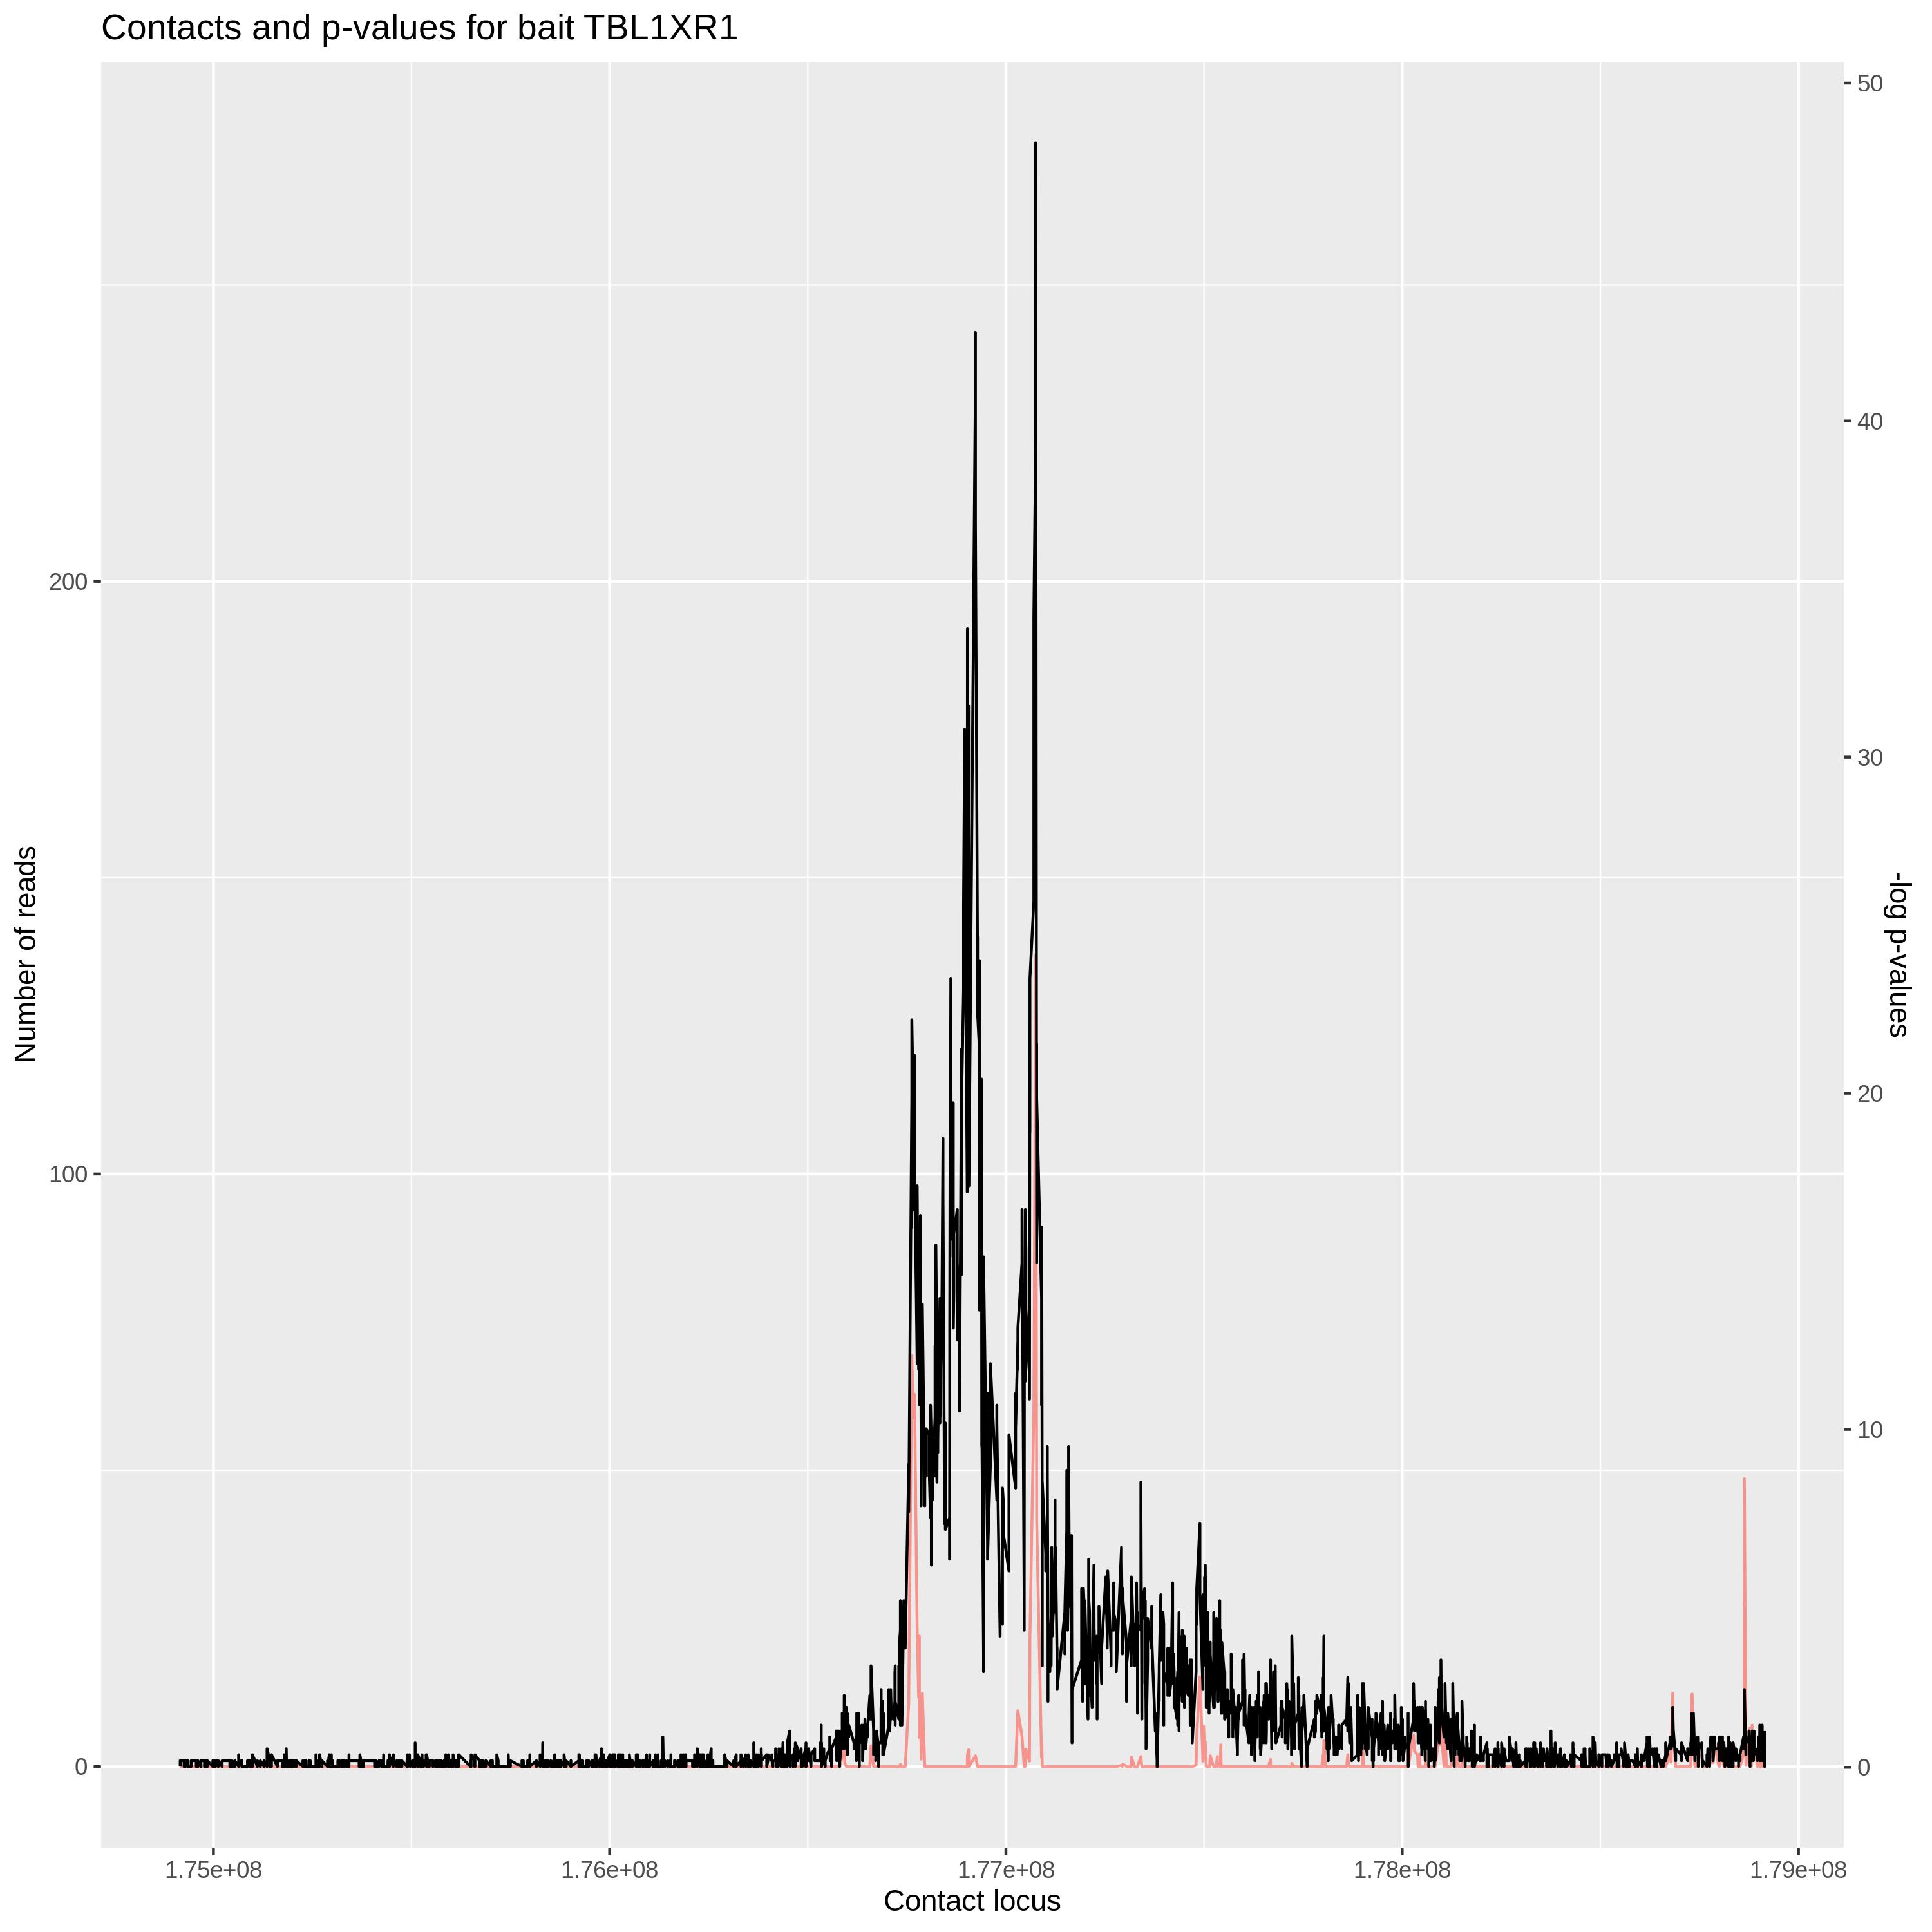 Contacts and p-values for bait TBL1XR1
50
40
30
20
10
0
200
100
0
Number of reads
-log p-values
1.75e+08 1.76e+08 1.77e+08 1.78e+08 1.79e+08
Contact locus